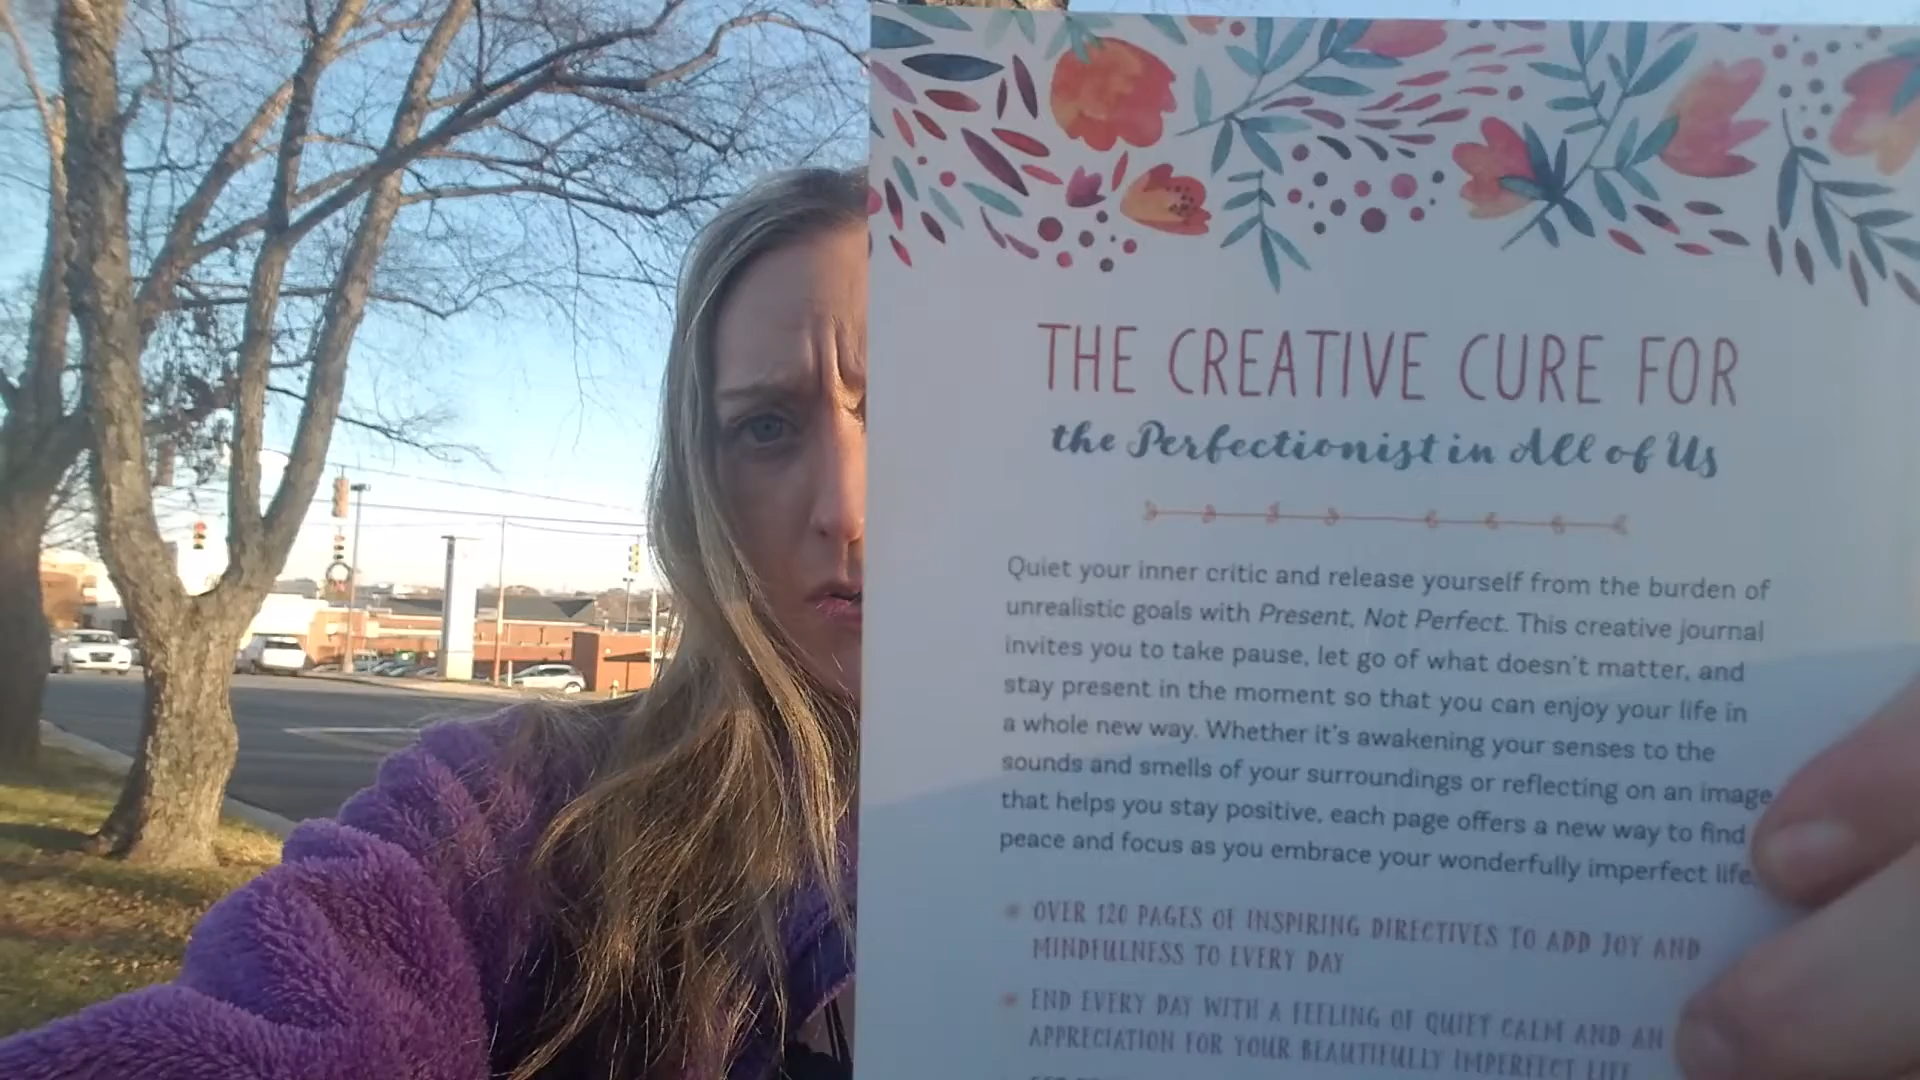 THE CREATIVE CURE FOR
the Perfectionist in All of Us
Quiet your inner critic and release yourself from the burden of
unrealistic goals with Present, Not Perfect. This creative journal
invites you to take pause, let go of what doesn't matter, and
stay present in the moment so that you can enjoy your life in
a whole new way. Whether it's awakening your senses to the
sounds and smells of your surroundings or reflecting on an image
that helps you stay positive, each page offers a new way to find
peace and focus as you embrace your wonderfully imperfect life.
OVER 120 PAGES OF INSPIRING DIRECTIVES TO ADD JOY AND
MINDFULNESS TO EVERY DAY
END EVERY DAY WITH A FEELING OF QUIET CALM AND AN
APPRECIATION FOR YOUR BEAUTIFULLY IMPERFECT LIFE